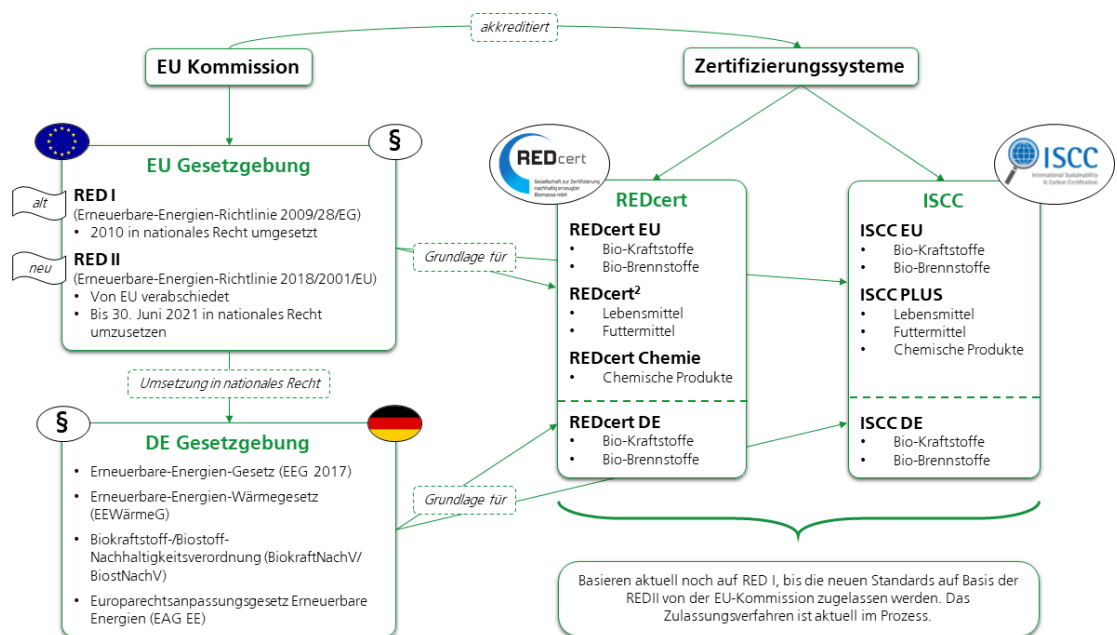 akkreditiert
EU Kommission
Zertifizierungssysteme
§
EU Gesetzgebung
alt
RED I
(Erneuerbare-Energien-Richtlinie 2009/28/EG)
• 2010 in nationales Recht umgesetzt
neu
RED II
(Erneuerbare-Energien-Richtlinie 2018/2001/EU)
• Von EU verabschiedet
• Bis 30. Juni 2021 in nationales Recht
umzusetzen
Grundlage für
Umsetzung in nationales Recht
§
DE Gesetzgebung
• Erneuerbare-Energien-Gesetz (EEG 2017)
• Erneuerbare-Energien-Wärmegesetz
(EEWärmeG)
• Biokraftstoff-/Biostoff-
Nachhaltigkeitsverordnung (BiokraftNachV/
BiostNachV)
• Europarechtsanpassungsgesetz Erneuerbare
Energien (EAG EE)
Grundlage für
REDcert
Gesellschaft zur Zertifizierung
nachhaltig erzeugter
Biomasse mbH
REDcert
REDcert EU
• Bio-Kraftstoffe
• Bio-Brennstoffe
REDcert²
• Lebensmittel
• Futtermittel
REDcert Chemie
• Chemische Produkte
REDcert DE
• Bio-Kraftstoffe
• Bio-Brennstoffe
ISCC
International Sustainability
& Carbon Certification
ISCC
ISCC EU
• Bio-Kraftstoffe
• Bio-Brennstoffe
ISCC PLUS
• Lebensmittel
• Futtermittel
• Chemische Produkte
ISCC DE
• Bio-Kraftstoffe
• Bio-Brennstoffe
Basieren aktuell noch auf RED I, bis die neuen Standards auf Basis der
REDII von der EU-Kommission zugelassen werden. Das
Zulassungsverfahren ist aktuell im Prozess.